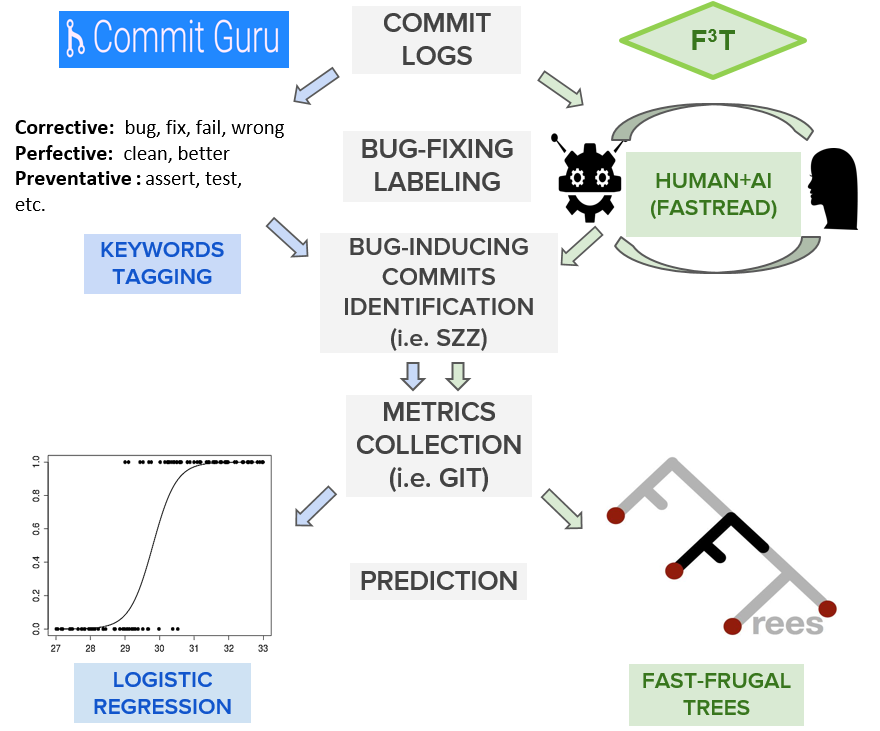 Commit Guru
COMMIT
LOGS
F³T
Corrective: bug, fix, fail, wrong
Perfective: clean, better
Preventative : assert, test,
etc.
BUG-FIXING
LABELING
HUMAN+AI
(FASTREAD)
KEYWORDS
TAGGING
BUG-INDUCING
COMMITS
IDENTIFICATION
(i.e. SZZ)
METRICS
COLLECTION
(i.e. GIT)
1.0
0.8
0.6
0.4
0.2
0.0
27 28 29 30 31 32 33
PREDICTION
F F T rees
LOGISTIC
REGRESSION
FAST-FRUGAL
TREES